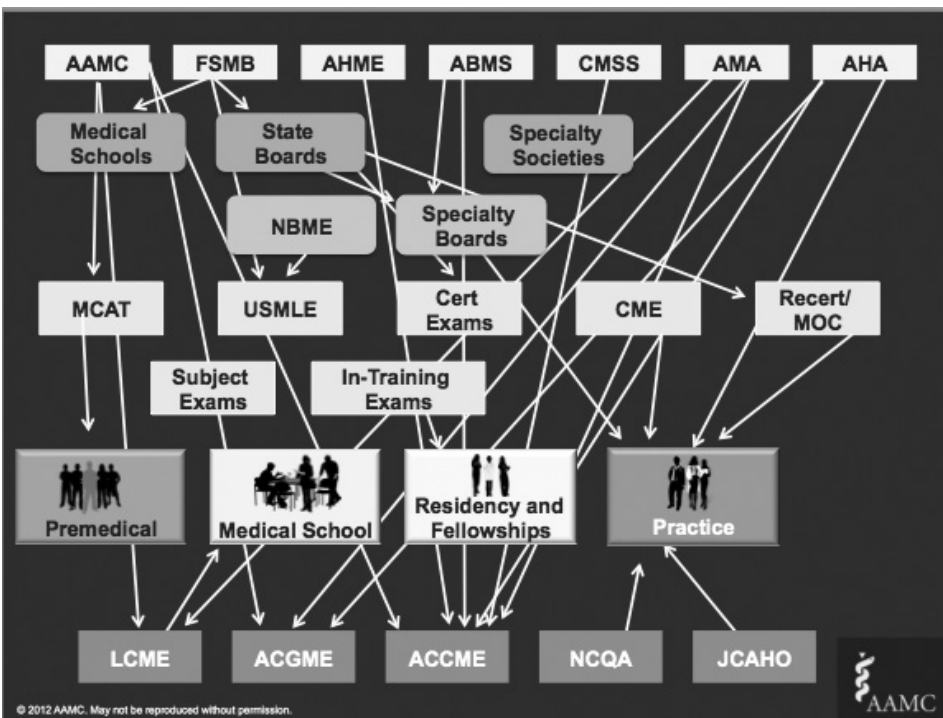 AAMC
FSMB
AHME
ABMS
CMSS
AMA
AHA
Medical
Schools
State
Boards
Specialty
Societies
NBME
Specialty
Boards
MCAT
USMLE
Cert
Exams
CME
Recert/
MOC
Subject
Exams
In-Training
Exams
Premedical
Medical School
Residency and
Fellowships
Practice
LCME
ACGME
ACCME
NCQA
JCAHO
© 2012 AAMC. May not be reproduced without permission.
AAMC